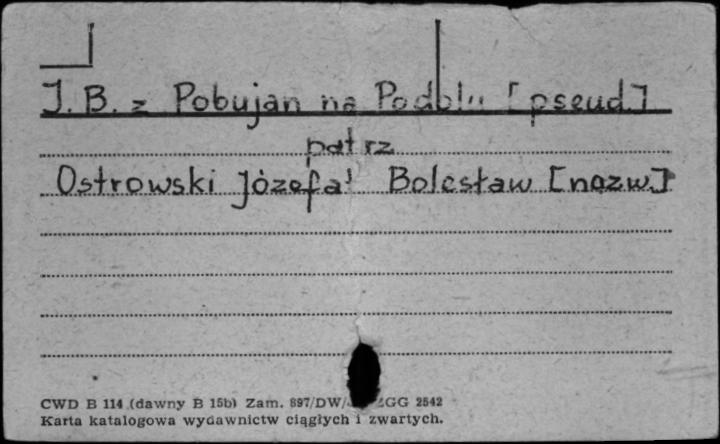 J. B. z Pobujan na Podolu [pseud.]
patrz
Ostrowski Józefat Bolesław [nazw.]
CWD B 114 (dawny B 15b) Zam. 897/DW/ ZGG 2542
Karta katalogowa wydawnictw ciągłych i zwartych.